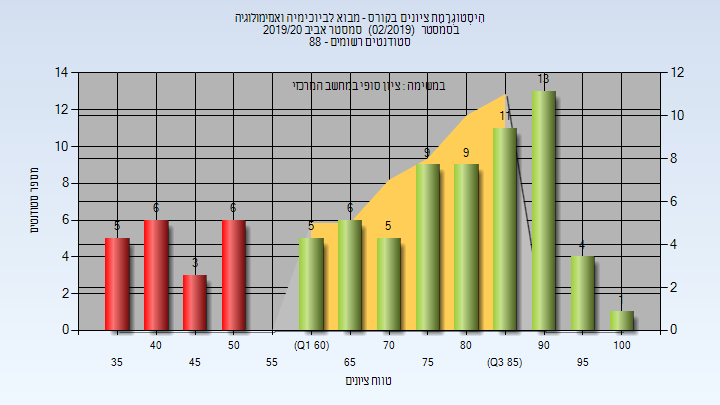 היסטוגרמת ציונים בקורס - מבוא לביוכימיה ואנזימולוגיה
בסמסטר (02/2019) סמסטר אביב 2019/20
סטודנטים רשומים - 88
במשימה : ציון סופי במחשב המרכזי
מספר סטודנטים
14 12 10 8 6 4 2 0
12 10 8 6 4 2 0
5 6 3 6 5 6 5 9 9 11 13 4 1
40 50 (Q1 60) 70 80 90 100
35 45 55 65 75 (Q3 85) 95
טווח ציונים